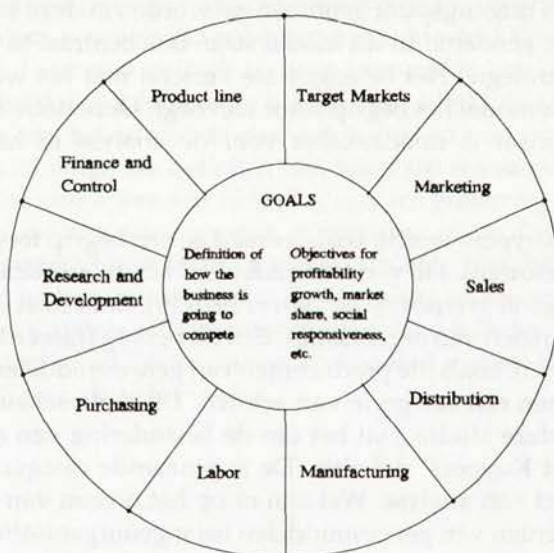 Product line
Target Markets
Finance and
Control
Marketing
Research and
Development
Sales
Purchasing
Distribution
Labor
Manufacturing
GOALS
Definition of
how the
business is
going to
compete
Objectives for
profitability
growth, market
share, social
responsiveness,
etc.